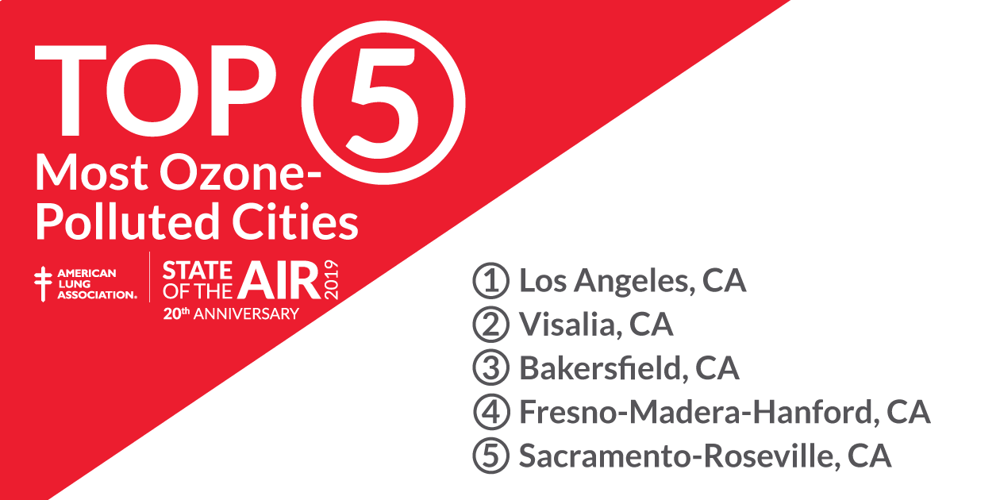 TOP 5
Most Ozone-
Polluted Cities
AMERICAN
LUNG
ASSOCIATION®
STATE
OF THE
AIR
2019
20th ANNIVERSARY
1 Los Angeles, CA
2 Visalia, CA
3 Bakersfield, CA
4 Fresno-Madera-Hanford, CA
5 Sacramento-Roseville, CA